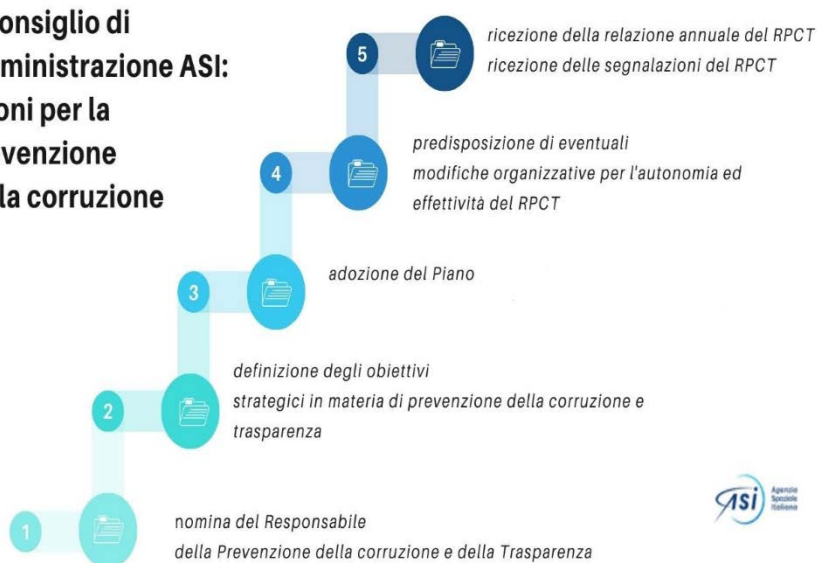 onsiglio di
ministrazione ASI:
oni per la
venzione
la corruzione
5
ricezione della relazione annuale del RPCT
ricezione delle segnalazioni del RPCT
4
predisposizione di eventuali
modifiche organizzative per l'autonomia ed
effettività del RPCT
3
adozione del Piano
2
definizione degli obiettivi
strategici in materia di prevenzione della corruzione e
trasparenza
1
nomina del Responsabile
della Prevenzione della corruzione e della Trasparenza
ASI
Agenzia
Spaziale
Italiana